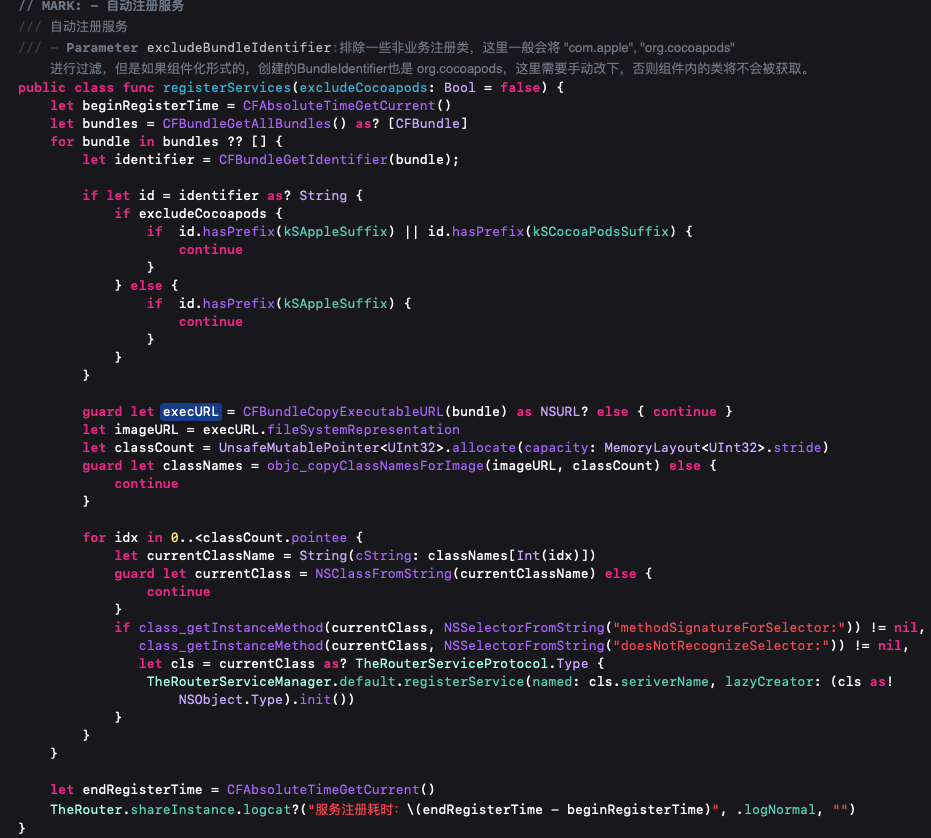 // MARK: - 自动注册服务
/// 自动注册服务
/// - Parameter excludeBundleIdentifier:排除一些非业务注册类，这里一般会将 "com.apple", "org.cocoapods"
进行过滤，但是如果组件化形式的，创建的BundleIdentifier也是 org.cocoapods，这里需要手动改下，否则组件内的类将不会被获取。
public class func registerServices(excludeCocoapods: Bool = false) {
let beginRegisterTime = CFAbsoluteTimeGetCurrent()
let bundles = CFBundleGetAllBundles() as? [CFBundle]
for bundle in bundles ?? [] {
let identifier = CFBundleGetIdentifier(bundle);
if let id = identifier as? String {
if excludeCocoapods {
if  id.hasPrefix(kSAppleSuffix) || id.hasPrefix(kSCocoaPodsSuffix) {
continue
}
} else {
if  id.hasPrefix(kSAppleSuffix) {
continue
}
}
}
guard let execURL = CFBundleCopyExecutableURL(bundle) as NSURL? else { continue }
let imageURL = execURL.fileSystemRepresentation
let classCount = UnsafeMutablePointer<UInt32>.allocate(capacity: MemoryLayout<UInt32>.stride)
guard let classNames = objc_copyClassNamesForImage(imageURL, classCount) else {
continue
}
for idx in 0..<classCount.pointee {
let currentClassName = String(cString: classNames[Int(idx)])
guard let currentClass = NSClassFromString(currentClassName) else {
continue
}
if class_getInstanceMethod(currentClass, NSSelectorFromString("methodSignatureForSelector:")) != nil,
class_getInstanceMethod(currentClass, NSSelectorFromString("doesNotRecognizeSelector:")) != nil,
let cls = currentClass as? TheRouterServiceProtocol.Type {
TheRouterServiceManager.default.registerService(named: cls.seriverName, lazyCreator: (cls as!
NSObject.Type).init())
}
}
}
let endRegisterTime = CFAbsoluteTimeGetCurrent()
TheRouter.shareInstance.logcat?("服务注册耗时：\(endRegisterTime - beginRegisterTime)", .logNormal, "")
}